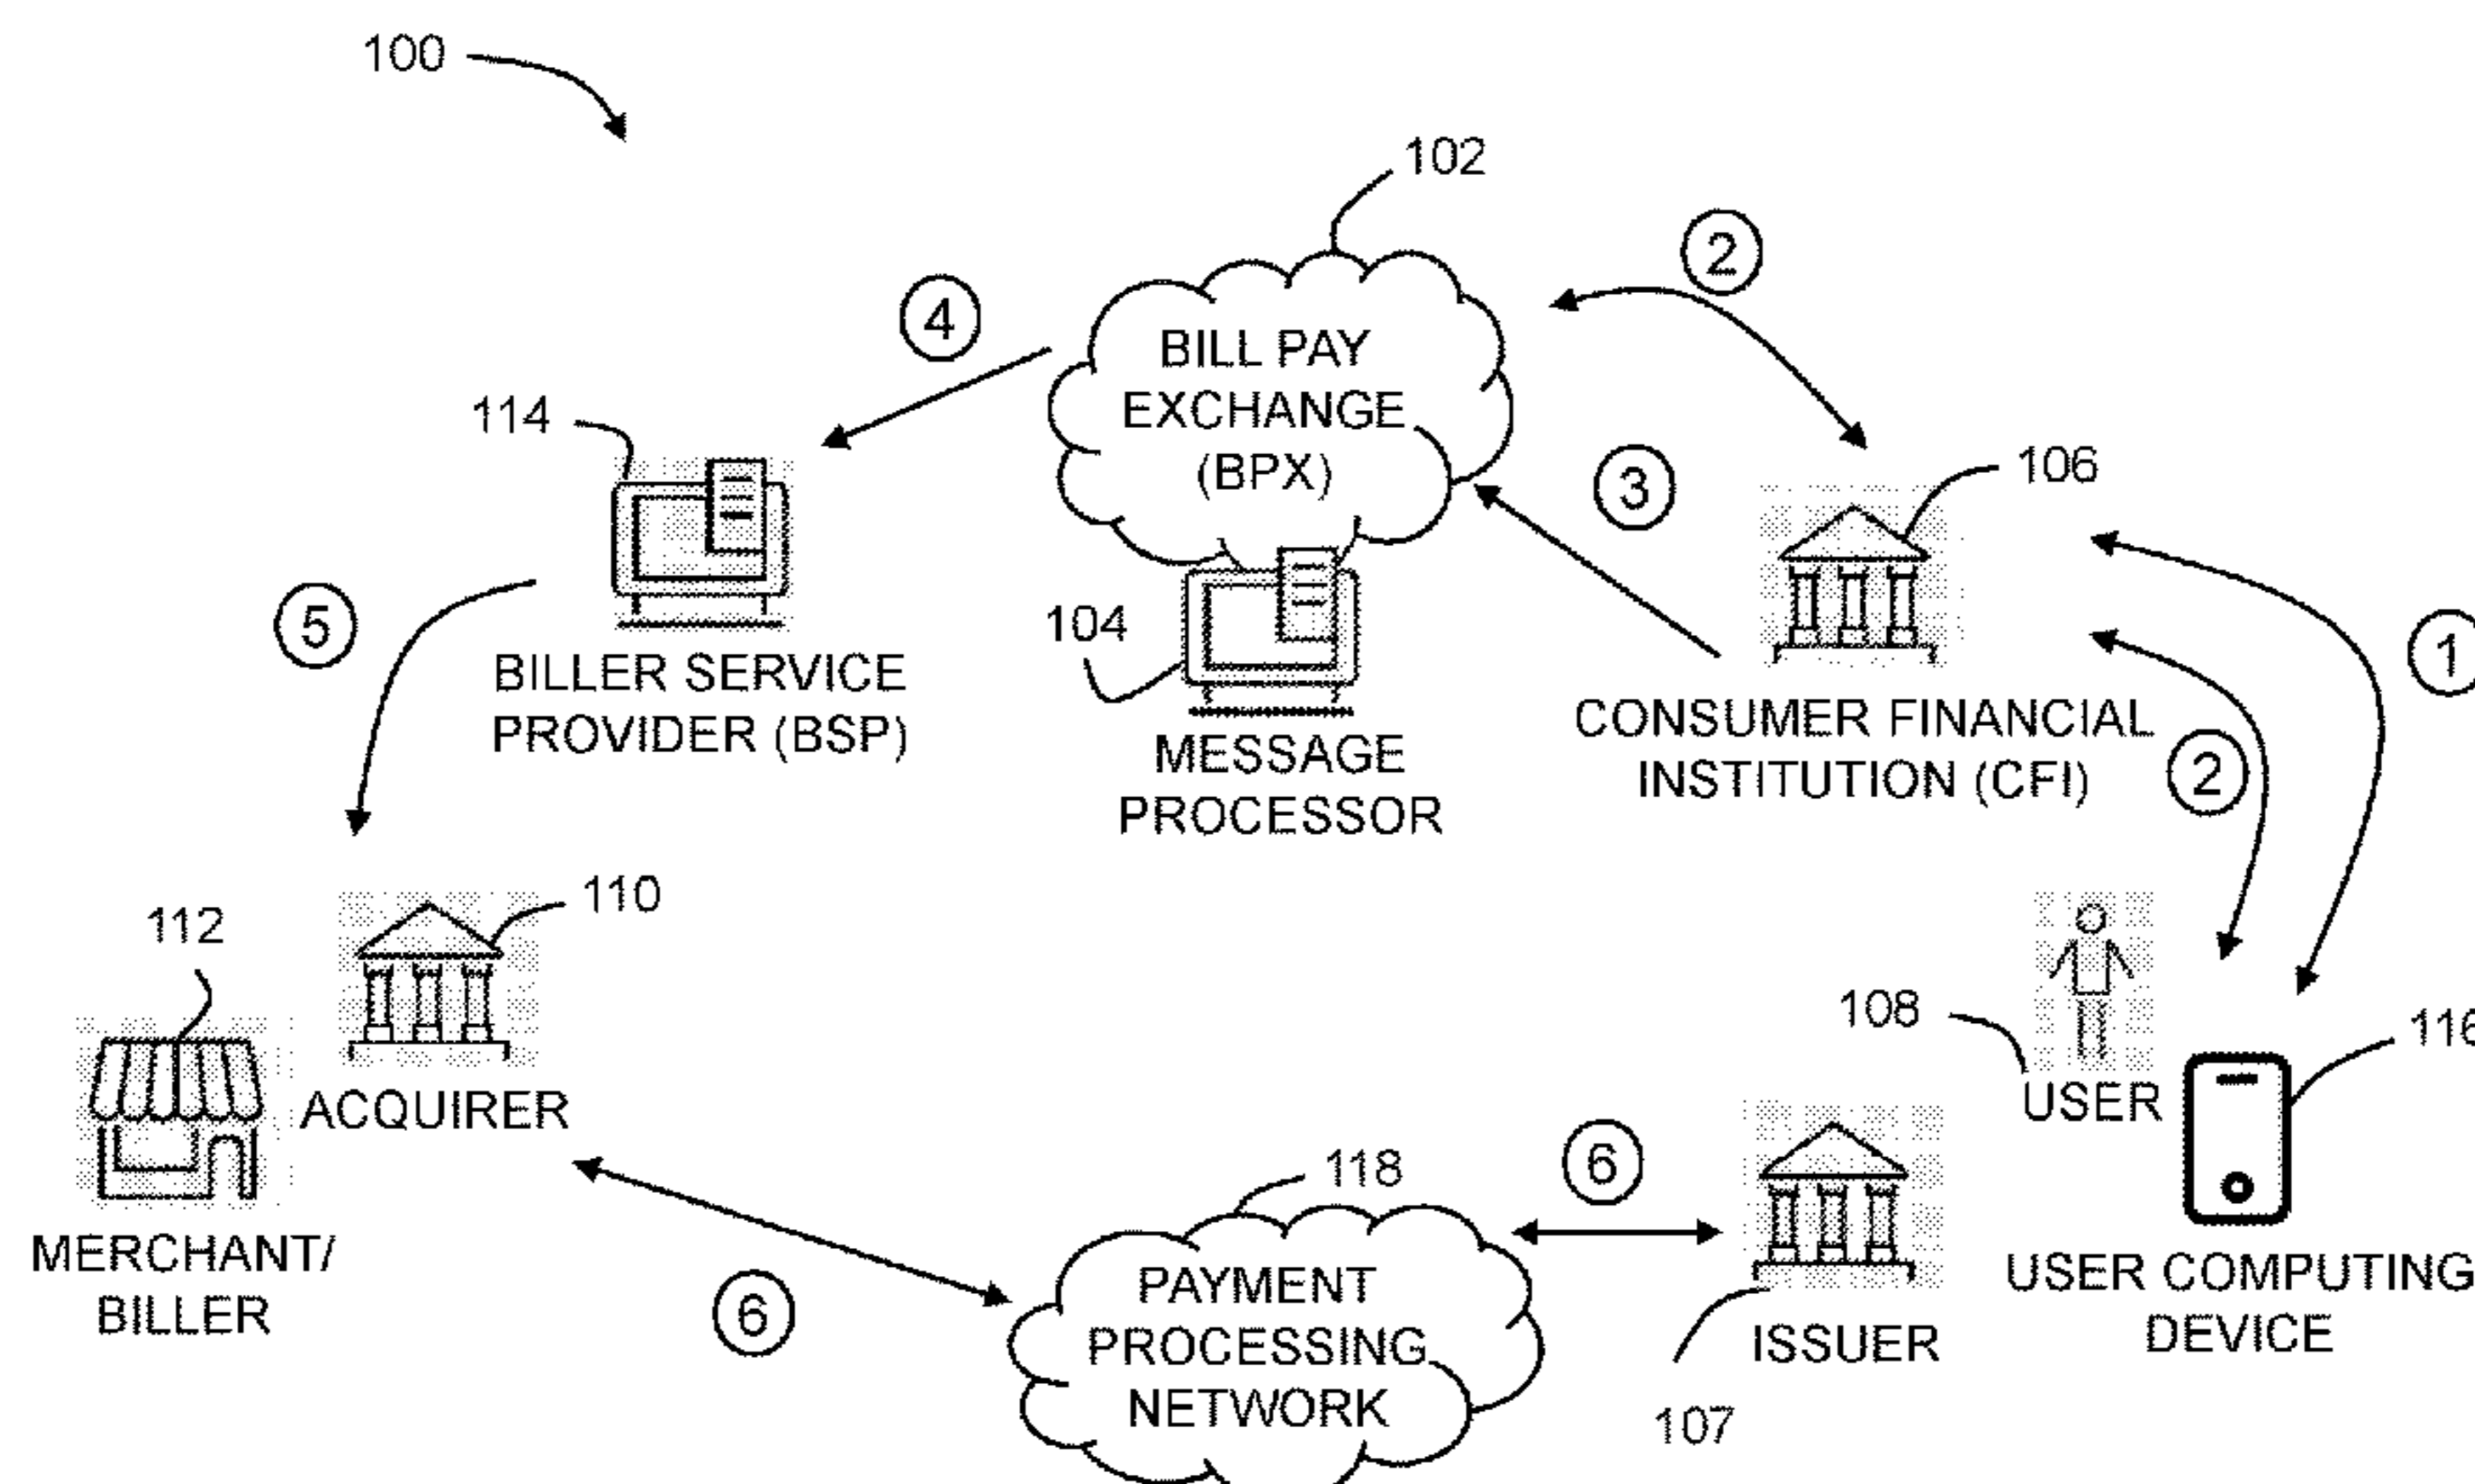 100
102
2
4
BILL PAY
EXCHANGE
(BPX)
114
3
106
5
104
1
BILLER SERVICE
PROVIDER (BSP)
MESSAGE
PROCESSOR
CONSUMER FINANCIAL
INSTITUTION (CFI)
2
112
110
108
116
ACQUIRER
USER
118
6
MERCHANT/
BILLER
6
PAYMENT
PROCESSING
NETWORK
ISSUER
107
USER COMPUTING
DEVICE